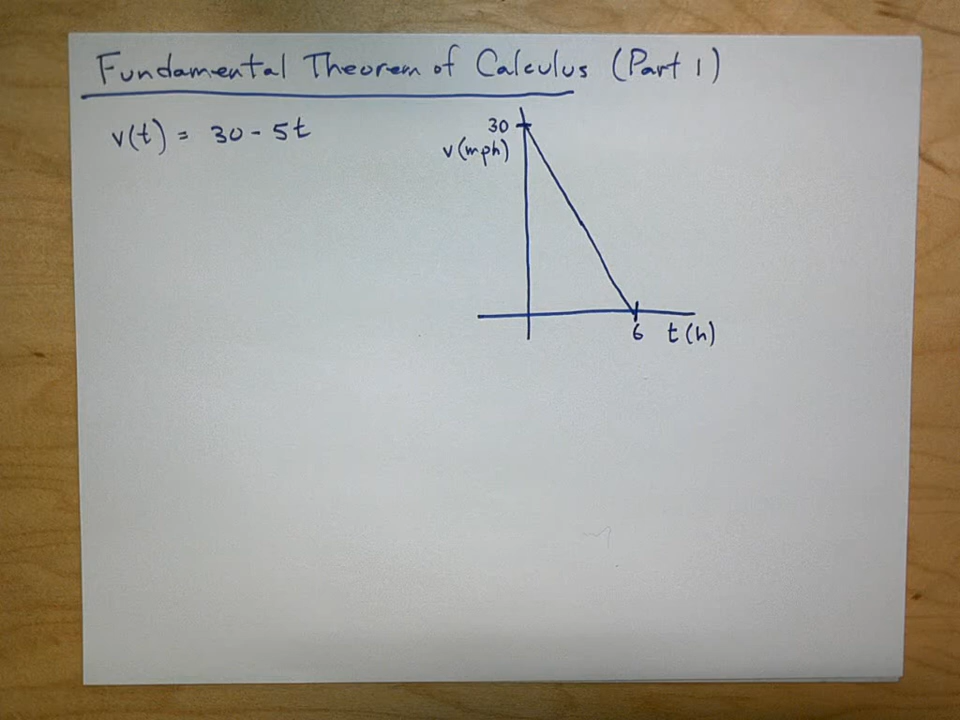 Fundamental Theorem of Calculus (Part 1)
v(t) = 30 - 5t
30
v (mph)
6 t (h)